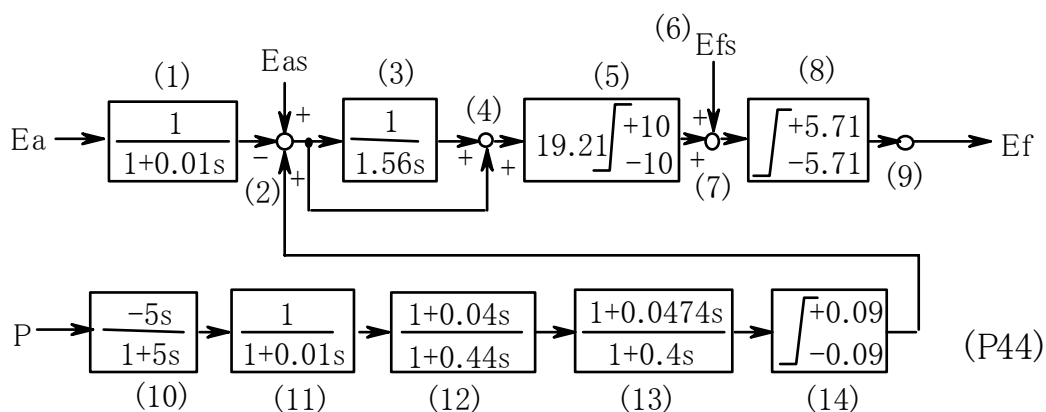 (6)
Efs
(1)
Eas
(3)
(4)
(5)
(8)
Ea
1
1+0.01s
−
+
+
(2)
1
1.56s
+
+
19.21
+10
−10
+
+
(7)
+5.71
−5.71
(9)
Ef
P
−5s
1+5s
1
1+0.01s
1+0.04s
1+0.44s
1+0.0474s
1+0.4s
+0.09
−0.09
(P44)
(10)
(11)
(12)
(13)
(14)